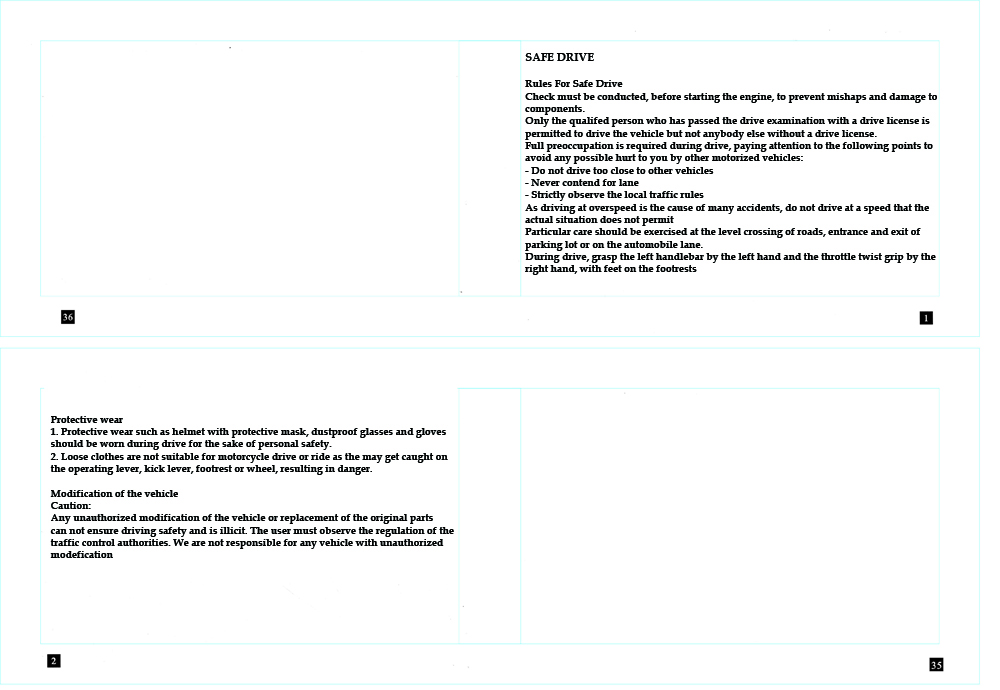 SAFE DRIVE
Rules For Safe Drive
Check must be conducted, before starting the engine, to prevent mishaps and damage to
components.
Only the qualifed person who has passed the drive examination with a drive license is
permitted to drive the vehicle but not anybody else without a drive license.
Full preoccupation is required during drive, paying attention to the following points to
avoid any possible hurt to you by other motorized vehicles:
- Do not drive too close to other vehicles
- Never contend for lane
- Strictly observe the local traffic rules
As driving at overspeed is the cause of many accidents, do not drive at a speed that the
actual situation does not permit
Particular care should be exercised at the level crossing of roads, entrance and exit of
parking lot or on the automobile lane.
During drive, grasp the left handlebar by the left hand and the throttle twist grip by the
right hand, with feet on the footrests
36
1
Protective wear
1. Protective wear such as helmet with protective mask, dustproof glasses and gloves
should be worn during drive for the sake of personal safety.
2. Loose clothes are not suitable for motorcycle drive or ride as the may get caught on
the operating lever, kick lever, footrest or wheel, resulting in danger.
Modification of the vehicle
Caution:
Any unauthorized modification of the vehicle or replacement of the original parts
can not ensure driving safety and is illicit. The user must observe the regulation of the
traffic control authorities. We are not responsible for any vehicle with unauthorized
modefication
2
35